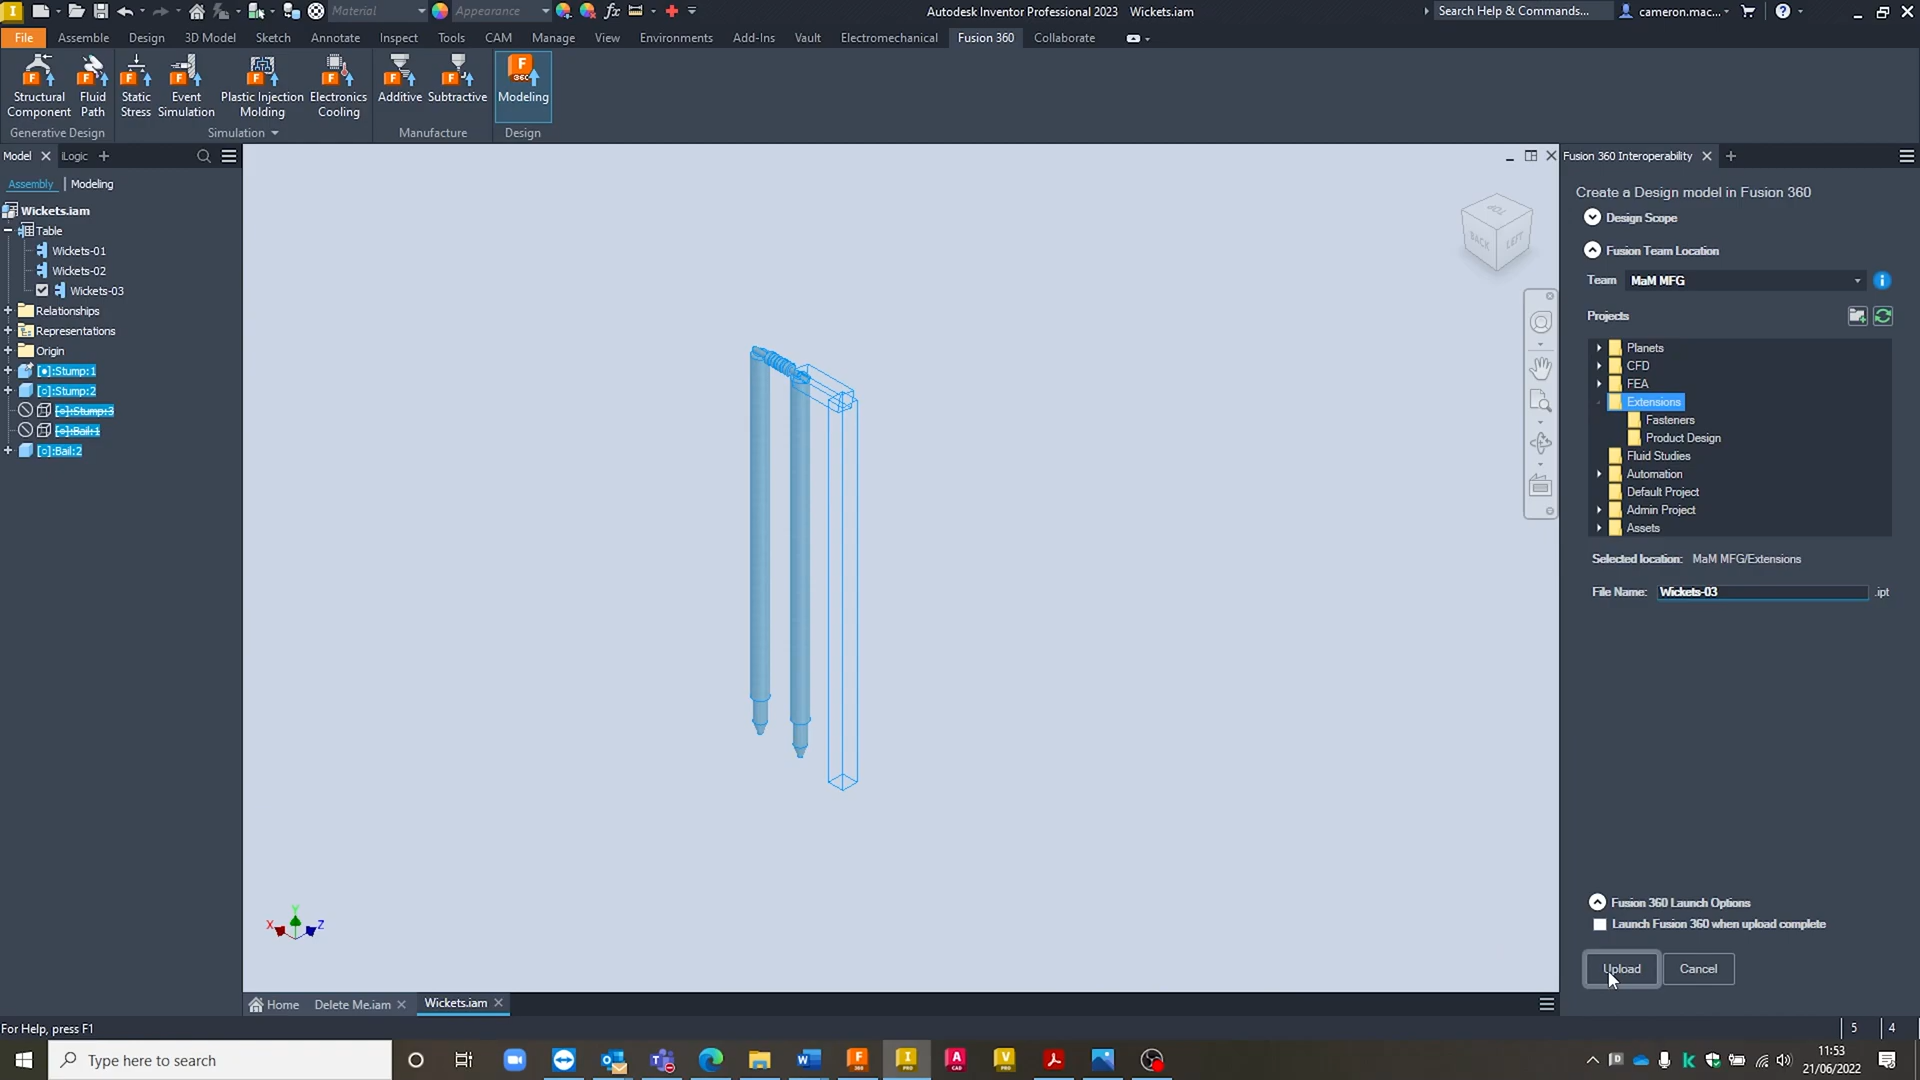 Material
Appearance
Autodesk Inventor Professional 2023 Wickets.iam
Search Help & Commands...
cameron.mac...
File Assemble Design 3D Model Sketch Annotate Inspect Tools CAM Manage View Environments Add-Ins Vault Electromechanical Fusion 360 Collaborate
Structural Component
Fluid Path
Static Stress
Event Simulation
Plastic Injection Molding
Electronics Cooling
Additive
Subtractive
Modeling
Generative Design
Simulation
Manufacture
Design
Model
iLogic
Assembly | Modeling
Wickets.iam
Table
Wickets-01
Wickets-02
Wickets-03
Relationships
Representations
Origin
[●]:Stump:1
[○]:Stump:2
[○]:Stump:3
[○]:Bail:1
[○]:Bail:2
TOP
BACK
LEFT
X
Y
Z
Fusion 360 Interoperability
Create a Design model in Fusion 360
Design Scope
Fusion Team Location
Team MaM MFG
Projects
Planets
CFD
FEA
Extensions
Fasteners
Product Design
Fluid Studies
Automation
Default Project
Admin Project
Assets
Selected location: MaM MFG/Extensions
File Name: Wickets-03 .ipt
Fusion 360 Launch Options
Launch Fusion 360 when upload complete
Upload
Cancel
Home
Delete Me.iam
Wickets.iam
For Help, press F1
5
4
Type here to search
11:53
21/06/2022